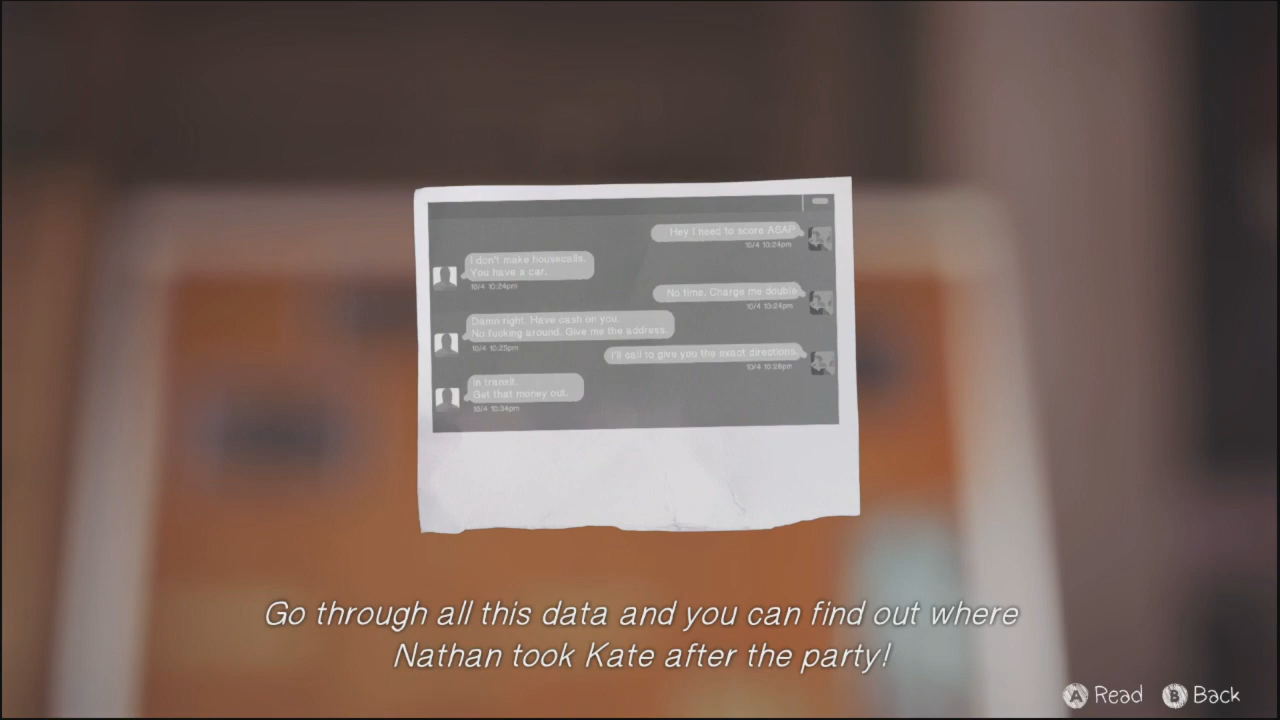 Hey I need to score ASAP
10/4 10:24pm
I don't make housecalls.
You have a car.
10/4 10:24pm
No time. Charge me double
10/4 10:24pm
Damn right. Have cash on you.
No fucking around. Give me the address.
10/4 10:25pm
I'll call to give you the exact directions.
10/4 10:26pm
In transit.
Get that money out.
10/4 10:34pm
Go through all this data and you can find out where
Nathan took Kate after the party!
A Read B Back